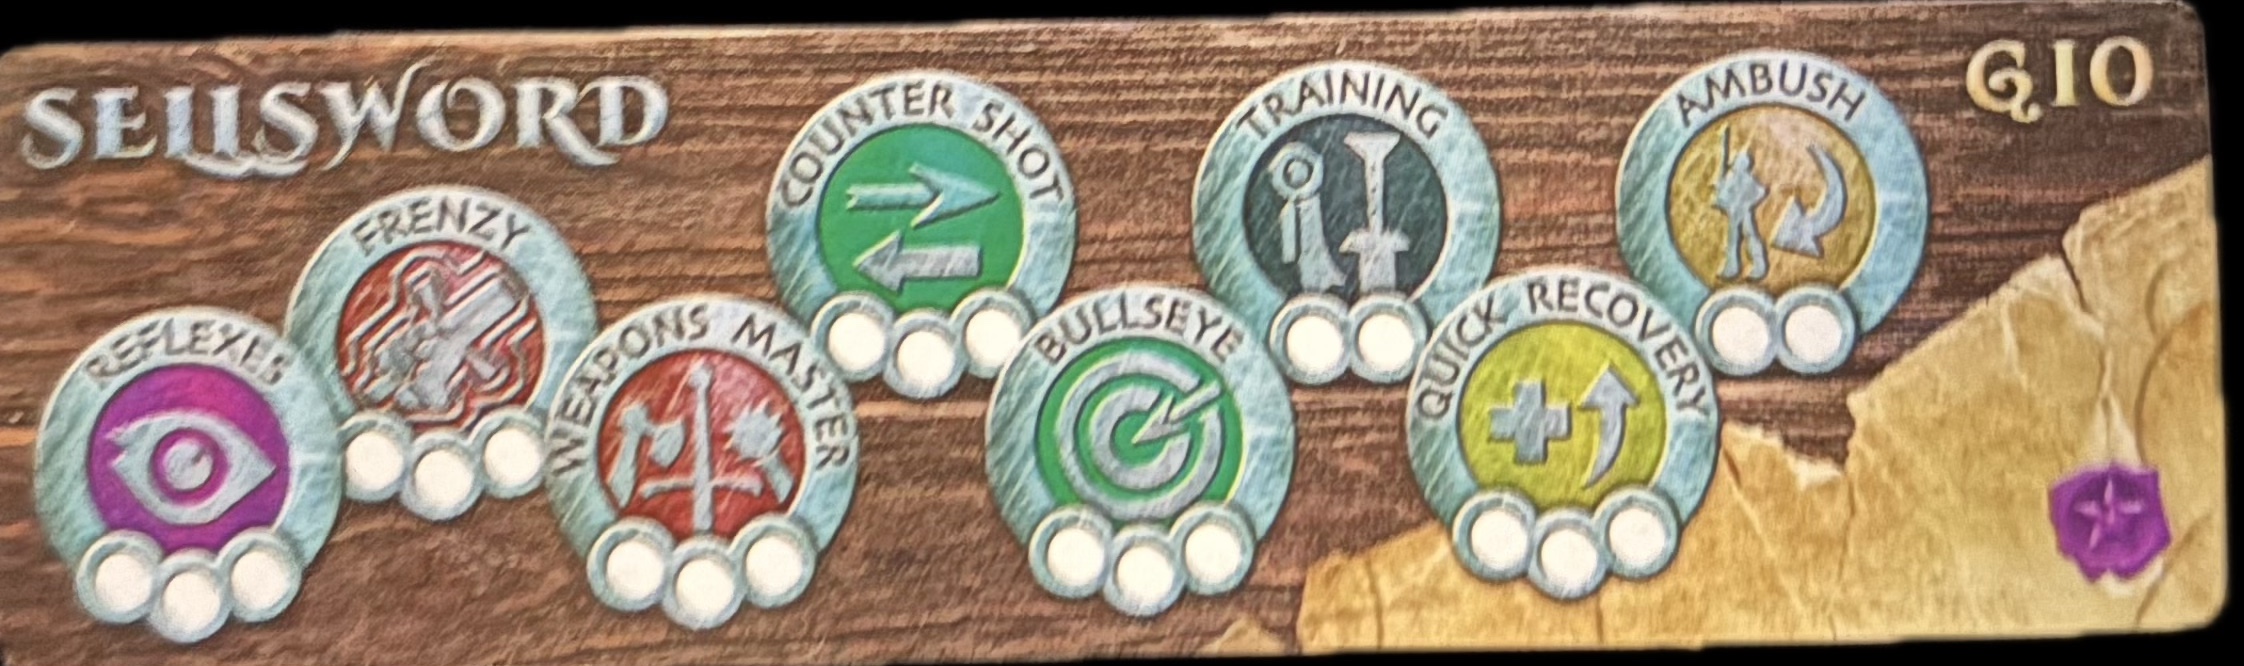 SELLSWORD
G10
REFLEXES
FRENZY
WEAPONS MASTER
COUNTER SHOT
BULLSEYE
TRAINING
QUICK RECOVERY
AMBUSH